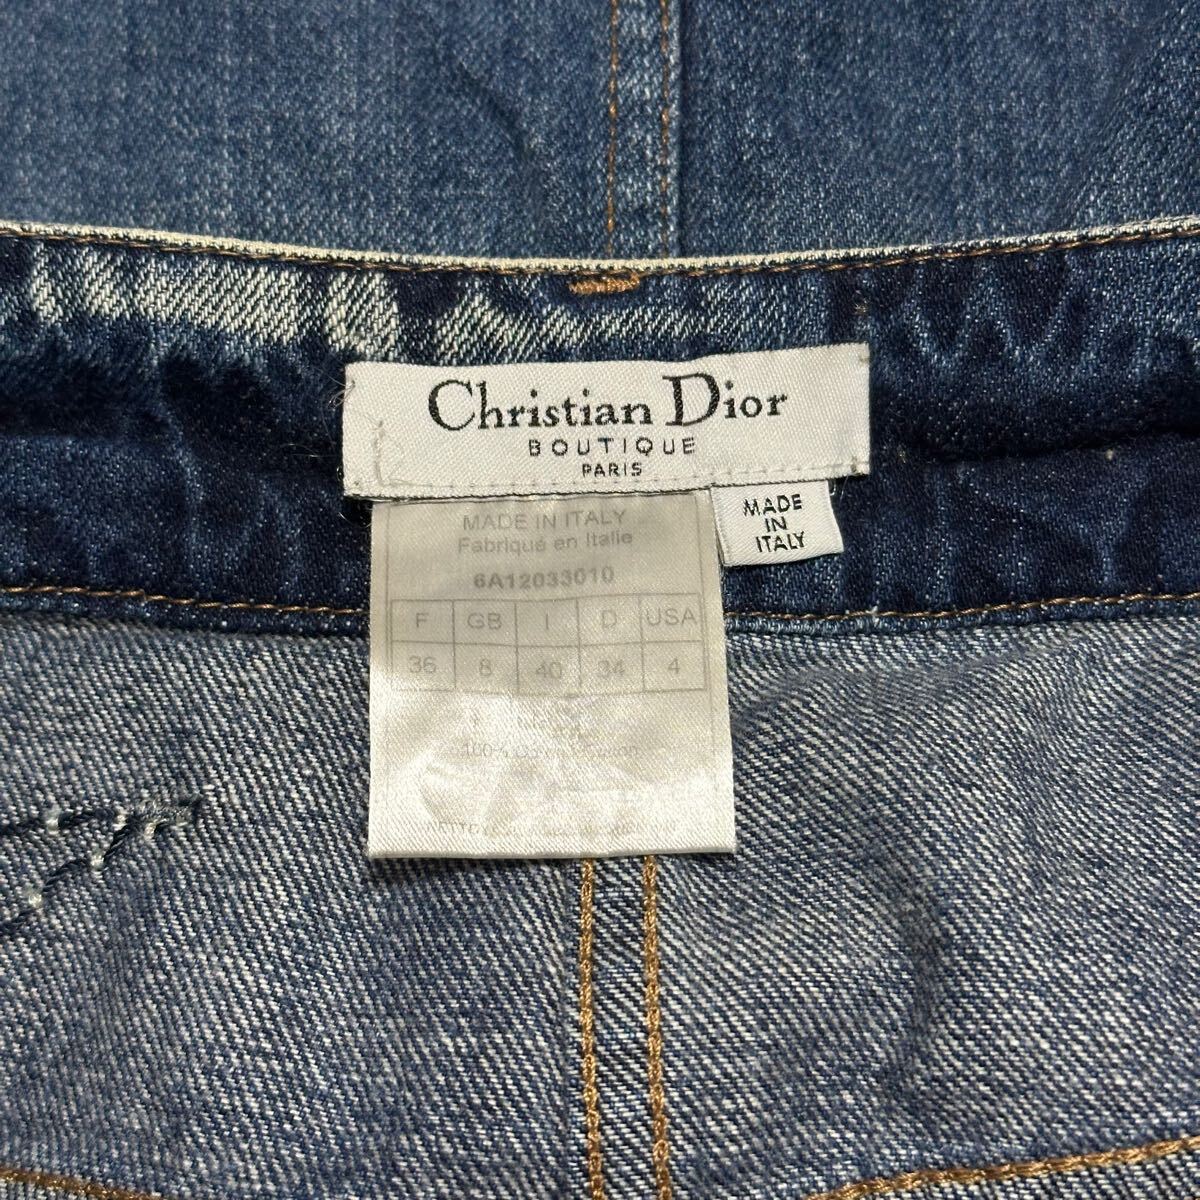 Christian Dior
BOUTIQUE
PARIS
MADE
IN
ITALY
MADE IN ITALY
Fabriqué en Italie
6A12033010
F GB I D USA
36 8 40 34 4
100%